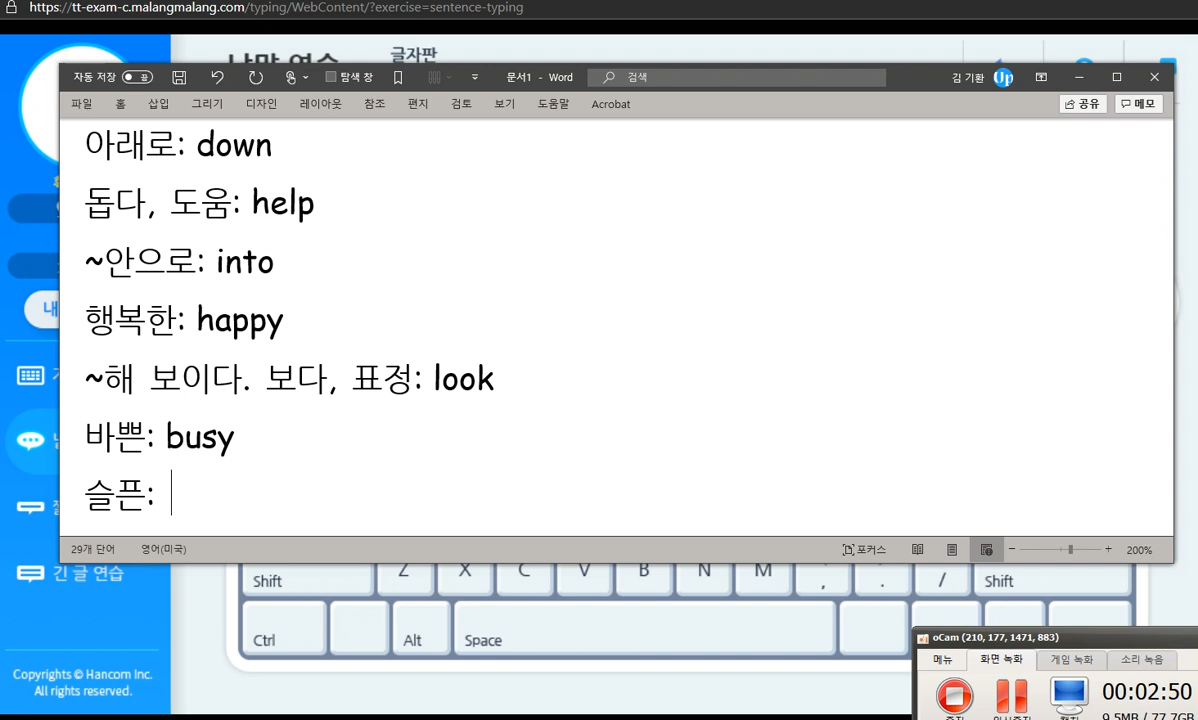 https://tt-exam-c.malangmalang.com/typing/WebContent/?exercise=sentence-typing
글자판
자동 저장 끔 탐색 창 문서1 - Word 검색 김 기환 Up
파일 홈 삽입 그리기 디자인 레이아웃 참조 편지 검토 보기 도움말 Acrobat 공유 메모
아래로: down
돕다, 도움: help
~안으로: into
행복한: happy
~해 보이다. 보다, 표정: look
바쁜: busy
슬픈:
29개 단어 영어(미국) 포커스 200%
내
긴 글 연습
Shift Z X C V B N M , . / Shift
Ctrl Alt Space
Copyrights © Hancom Inc.
All rights reserved.
oCam (210, 177, 1471, 883)
메뉴 화면 녹화 게임 녹화 소리 녹음
00:02:50